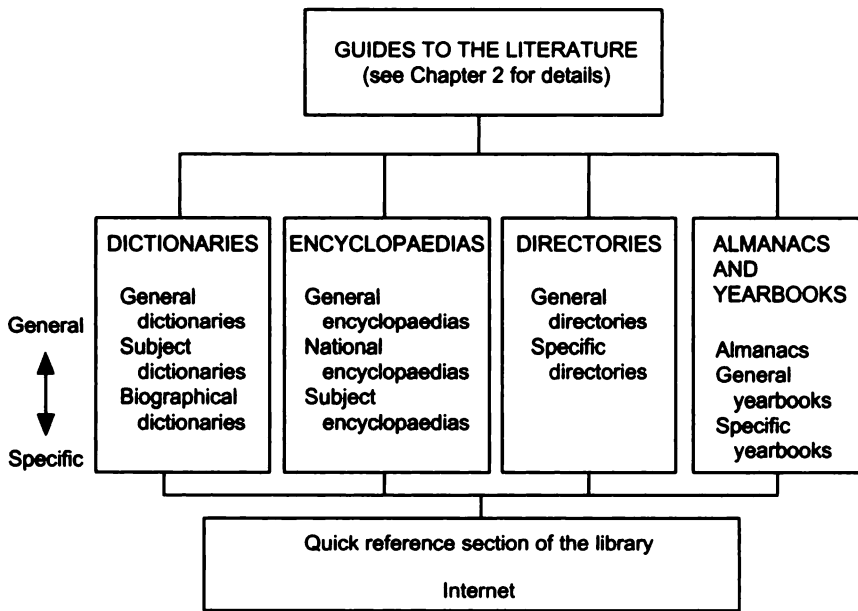 GUIDES TO THE LITERATURE
(see Chapter 2 for details)
General
Specific
DICTIONARIES
General
dictionaries
Subject
dictionaries
Biographical
dictionaries
ENCYCLOPAEDIAS
General
encyclopaedias
National
encyclopaedias
Subject
encyclopaedias
DIRECTORIES
General
directories
Specific
directories
ALMANACS
AND
YEARBOOKS
Almanacs
General
yearbooks
Specific
yearbooks
Quick reference section of the library
Internet